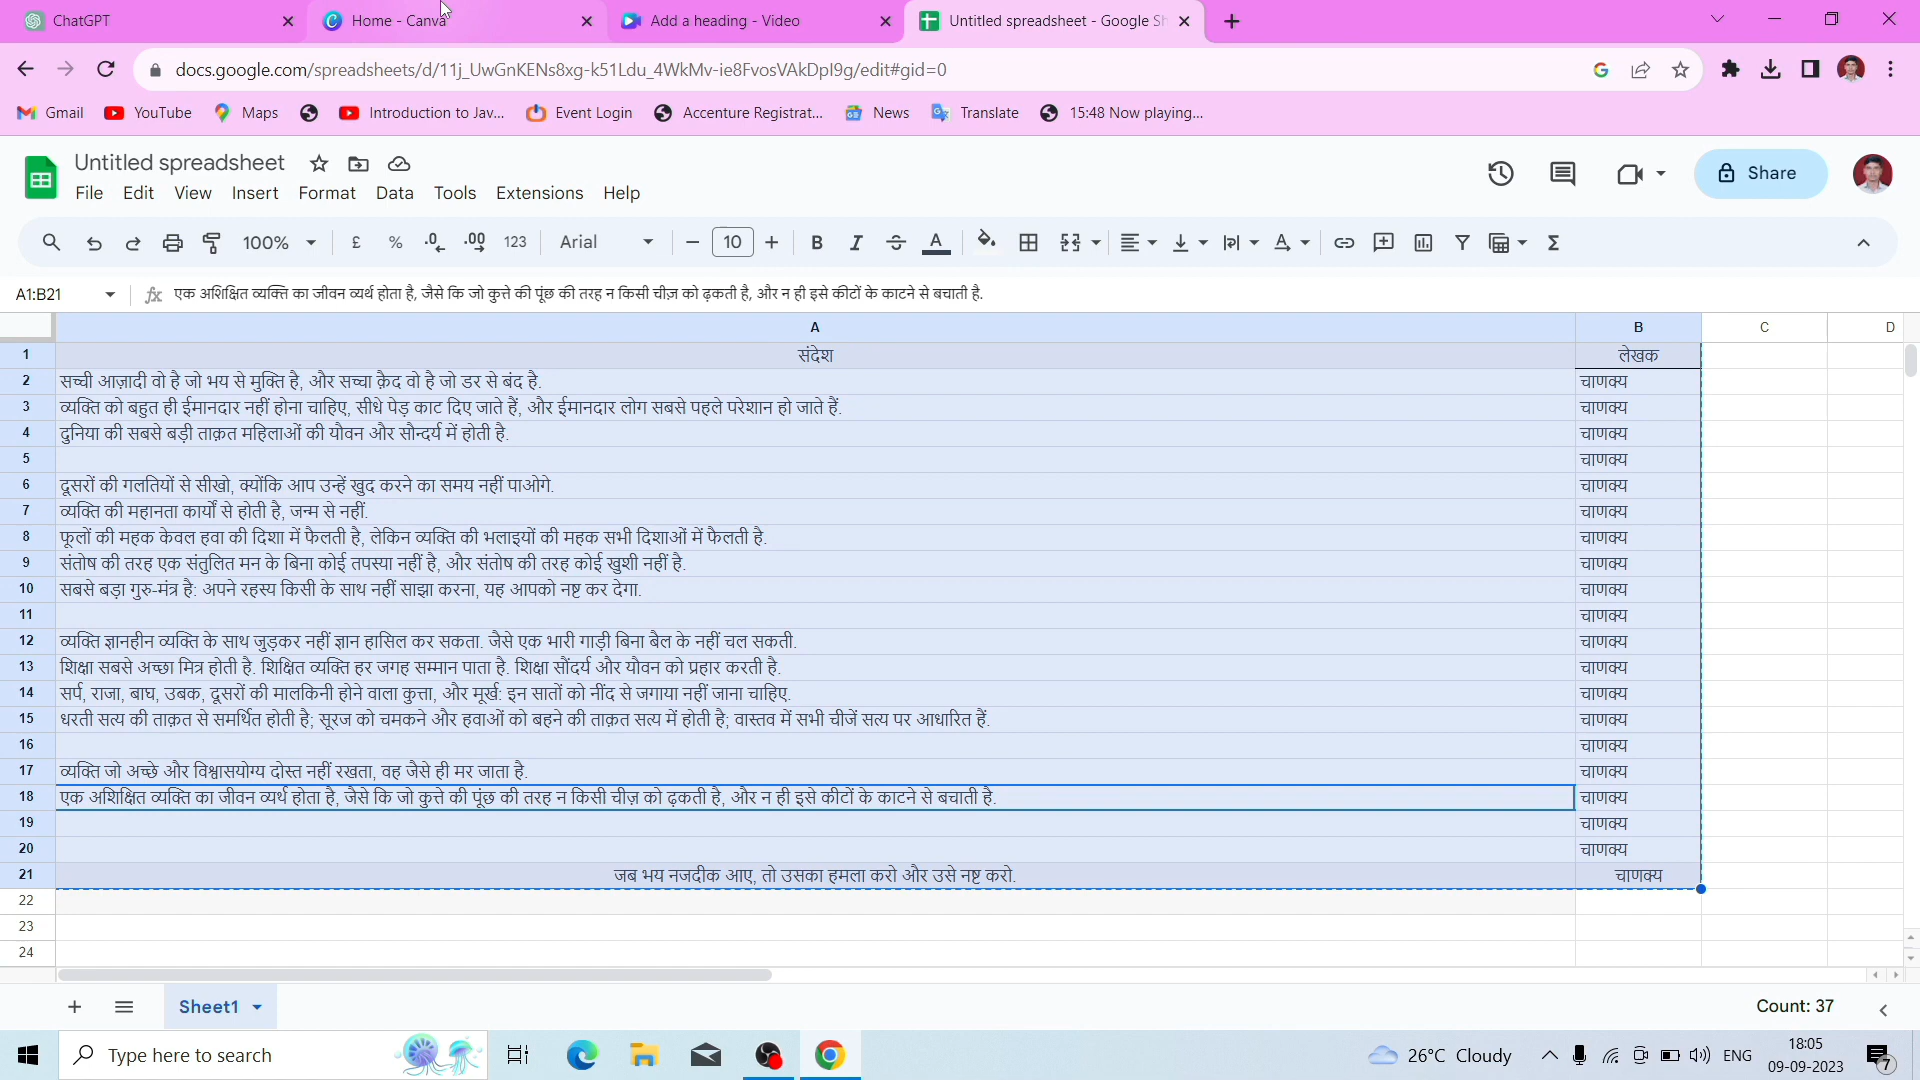 ChatGPT
Home - Canva
Add a heading - Video
Untitled spreadsheet - Google Sh
docs.google.com/spreadsheets/d/11j_UwGnKENs8xg-k51Ldu_4WkMv-ie8FvosVAkDpI9g/edit#gid=0
Gmail YouTube Maps Introduction to Jav... Event Login Accenture Registrat... News Translate 15:48 Now playing...
Untitled spreadsheet
File Edit View Insert Format Data Tools Extensions Help
Share
100% £ % .0 .00 123 Arial 10 B I A Σ
A1:B21 fx एक अशिक्षित व्यक्ति का जीवन व्यर्थ होता है, जैसे कि जो कुत्ते की पूंछ की तरह न किसी चीज़ को ढ़कती है, और न ही इसे कीटों के काटने से बचाती है.
A B C D
1 संदेश लेखक
2 सच्ची आज़ादी वो है जो भय से मुक्ति है, और सच्चा क़ैद वो है जो डर से बंद है. चाणक्य
3 व्यक्ति को बहुत ही ईमानदार नहीं होना चाहिए, सीधे पेड़ काट दिए जाते हैं, और ईमानदार लोग सबसे पहले परेशान हो जाते हैं. चाणक्य
4 दुनिया की सबसे बड़ी ताक़त महिलाओं की यौवन और सौन्दर्य में होती है. चाणक्य
5 चाणक्य
6 दूसरों की गलतियों से सीखो, क्योंकि आप उन्हें खुद करने का समय नहीं पाओगे. चाणक्य
7 व्यक्ति की महानता कार्यों से होती है, जन्म से नहीं. चाणक्य
8 फूलों की महक केवल हवा की दिशा में फैलती है, लेकिन व्यक्ति की भलाइयों की महक सभी दिशाओं में फैलती है. चाणक्य
9 संतोष की तरह एक संतुलित मन के बिना कोई तपस्या नहीं है, और संतोष की तरह कोई खुशी नहीं है. चाणक्य
10 सबसे बड़ा गुरु-मंत्र है: अपने रहस्य किसी के साथ नहीं साझा करना, यह आपको नष्ट कर देगा. चाणक्य
11 चाणक्य
12 व्यक्ति ज्ञानहीन व्यक्ति के साथ जुड़कर नहीं ज्ञान हासिल कर सकता. जैसे एक भारी गाड़ी बिना बैल के नहीं चल सकती. चाणक्य
13 शिक्षा सबसे अच्छा मित्र होती है. शिक्षित व्यक्ति हर जगह सम्मान पाता है. शिक्षा सौंदर्य और यौवन को प्रहार करती है. चाणक्य
14 सर्प, राजा, बाघ, उबक, दूसरों की मालकिनी होने वाला कुत्ता, और मूर्ख: इन सातों को नींद से जगाया नहीं जाना चाहिए. चाणक्य
15 धरती सत्य की ताक़त से समर्थित होती है; सूरज को चमकने और हवाओं को बहने की ताक़त सत्य में होती है; वास्तव में सभी चीजें सत्य पर आधारित हैं. चाणक्य
16 चाणक्य
17 व्यक्ति जो अच्छे और विश्वासयोग्य दोस्त नहीं रखता, वह जैसे ही मर जाता है. चाणक्य
18 एक अशिक्षित व्यक्ति का जीवन व्यर्थ होता है, जैसे कि जो कुत्ते की पूंछ की तरह न किसी चीज़ को ढ़कती है, और न ही इसे कीटों के काटने से बचाती है. चाणक्य
19 चाणक्य
20 चाणक्य
21 जब भय नजदीक आए, तो उसका हमला करो और उसे नष्ट करो. चाणक्य
22
23
24
Sheet1 Count: 37
Type here to search 26°C Cloudy ENG 18:05
09-09-2023 7